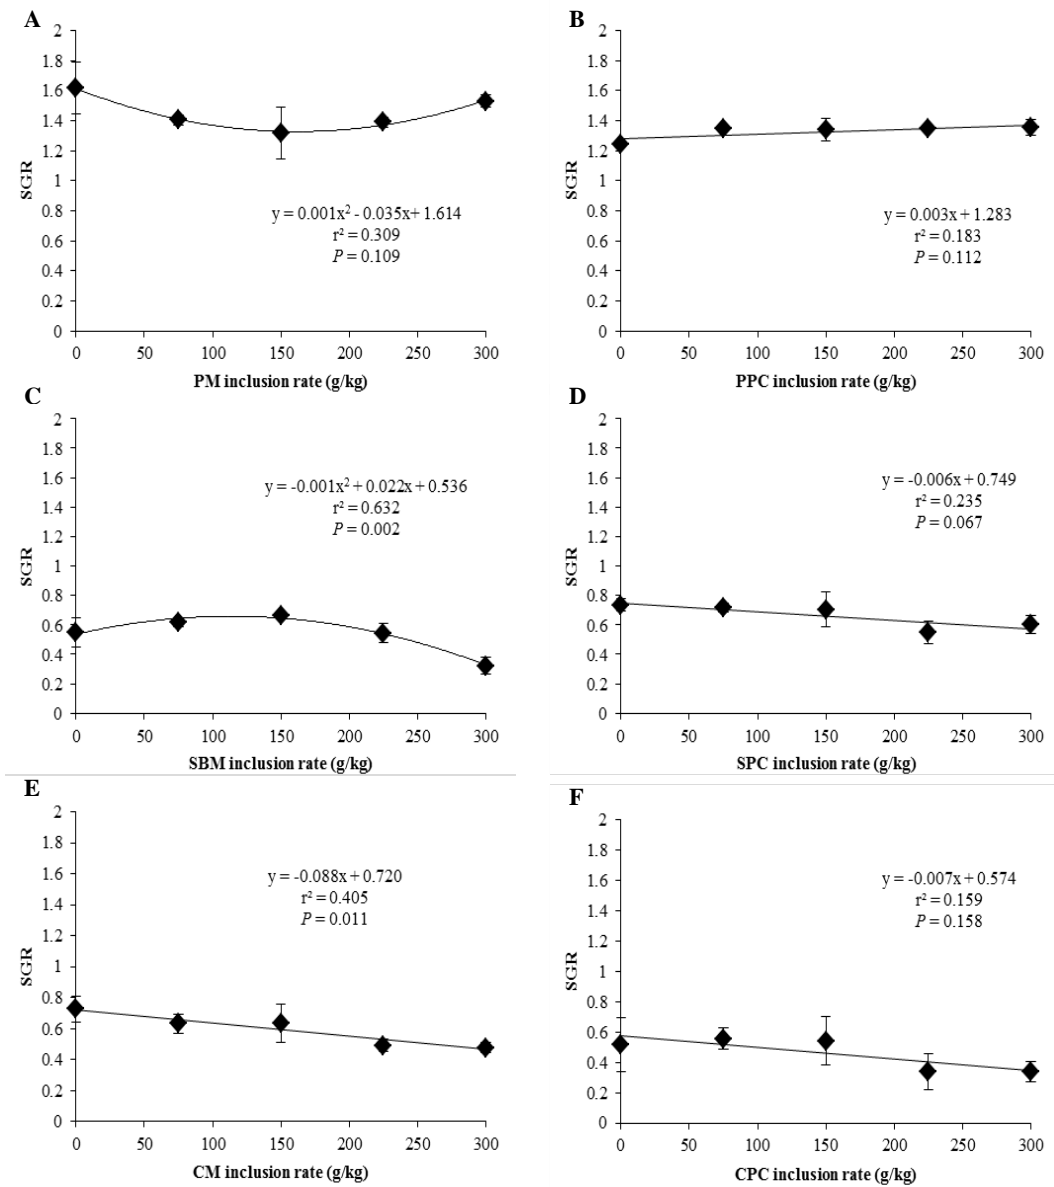 A
2
1.8
1.6
1.4
1.2
1
0.8
0.6
0.4
0.2
0
SGR
y = 0.001x² - 0.035x+ 1.614
r² = 0.309
P = 0.109
0 50 100 150 200 250 300
PM inclusion rate (g/kg)
B
2
1.8
1.6
1.4
1.2
1
0.8
0.6
0.4
0.2
0
SGR
y = 0.003x + 1.283
r² = 0.183
P = 0.112
0 50 100 150 200 250 300
PPC inclusion rate (g/kg)
C
2
1.8
1.6
1.4
1.2
1
0.8
0.6
0.4
0.2
0
SGR
y = -0.001x² + 0.022x + 0.536
r² = 0.632
P = 0.002
0 50 100 150 200 250 300
SBM inclusion rate (g/kg)
D
2
1.8
1.6
1.4
1.2
1
0.8
0.6
0.4
0.2
0
SGR
y = -0.006x + 0.749
r² = 0.235
P = 0.067
0 50 100 150 200 250 300
SPC inclusion rate (g/kg)
E
2
1.8
1.6
1.4
1.2
1
0.8
0.6
0.4
0.2
0
SGR
y = -0.088x + 0.720
r² = 0.405
P = 0.011
0 50 100 150 200 250 300
CM inclusion rate (g/kg)
F
2
1.8
1.6
1.4
1.2
1
0.8
0.6
0.4
0.2
0
SGR
y = -0.007x + 0.574
r² = 0.159
P = 0.158
0 50 100 150 200 250 300
CPC inclusion rate (g/kg)